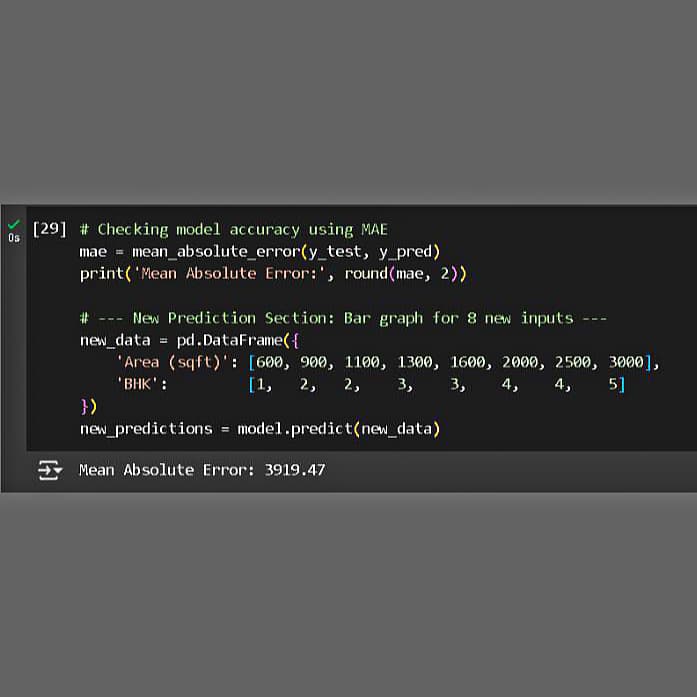 [29] # Checking model accuracy using MAE
0s
mae = mean_absolute_error(y_test, y_pred)
print('Mean Absolute Error:', round(mae, 2))
# --- New Prediction Section: Bar graph for 8 new inputs ---
new_data = pd.DataFrame({
'Area (sqft)': [600, 900, 1100, 1300, 1600, 2000, 2500, 3000],
'BHK': [1, 2, 2, 3, 3, 4, 4, 5]
})
new_predictions = model.predict(new_data)
Mean Absolute Error: 3919.47